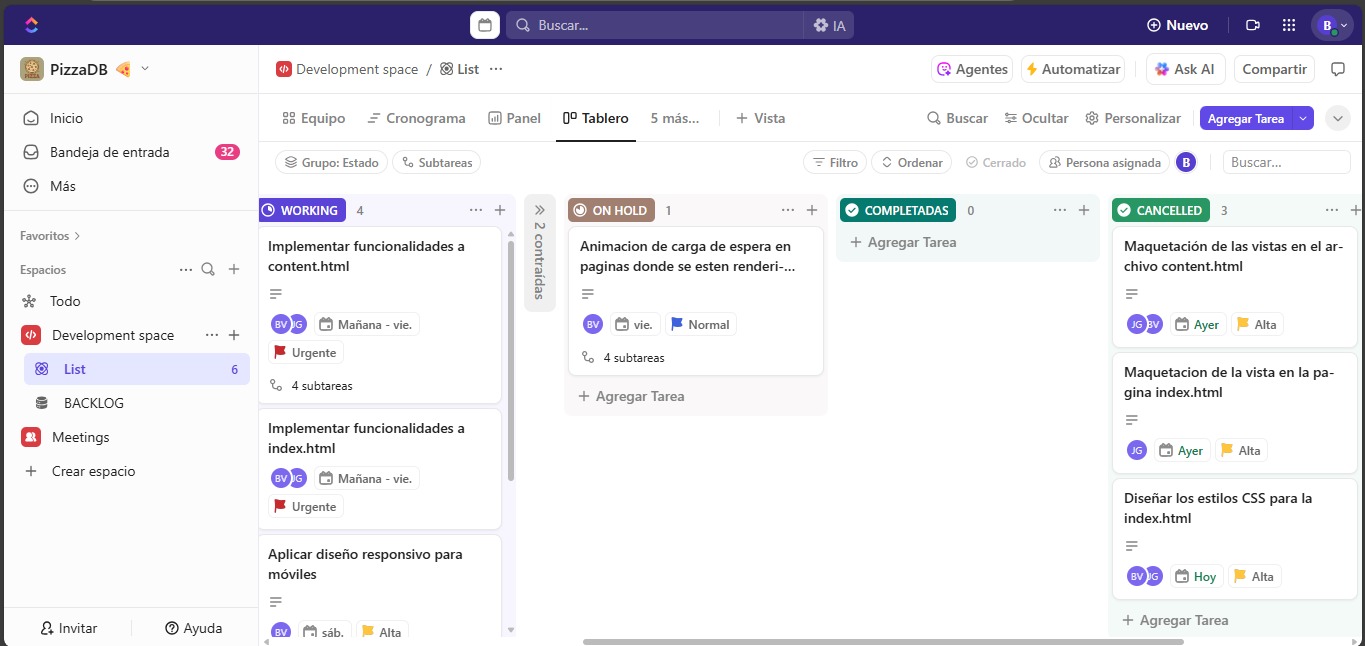 Buscar...
IA
Nuevo
B
PizzaDB
Development space / List
Agentes
Automatizar
Ask AI
Compartir
Inicio
Bandeja de entrada
32
Más
Equipo
Cronograma
Panel
Tablero
5 más...
Vista
Buscar
Ocultar
Personalizar
Agregar Tarea
Grupo: Estado
Subtareas
Filtro
Ordenar
Cerrado
Persona asignada
B
Buscar...
Favoritos
Espacios
Todo
Development space
List
6
BACKLOG
Meetings
Crear espacio
Invitar
Ayuda
WORKING
4
Implementar funcionalidades a
content.html
BV
JG
Mañana - vie.
Urgente
4 subtareas
Implementar funcionalidades a
index.html
BV
JG
Mañana - vie.
Urgente
Aplicar diseño responsivo para
móviles
BV
sáb.
Alta
2 contraídas
ON HOLD
1
Animacion de carga de espera en
paginas donde se esten renderi-...
BV
vie.
Normal
4 subtareas
Agregar Tarea
COMPLETADAS
0
Agregar Tarea
CANCELLED
3
Maquetación de las vistas en el ar-
chivo content.html
JG
BV
Ayer
Alta
Maquetacion de la vista en la pa-
gina index.html
JG
Ayer
Alta
Diseñar los estilos CSS para la
index.html
BV
JG
Hoy
Alta
Agregar Tarea